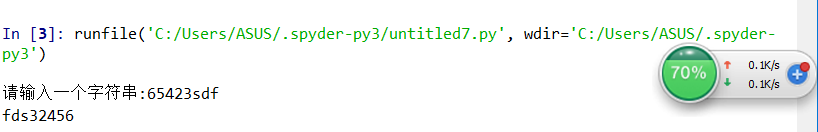 In [3]: runfile('C:/Users/ASUS/.spyder-py3/untitled7.py', wdir='C:/Users/ASUS/.spyder-
py3')
70%
0.1K/s
0.1K/s
请输入一个字符串:65423sdf
fds32456